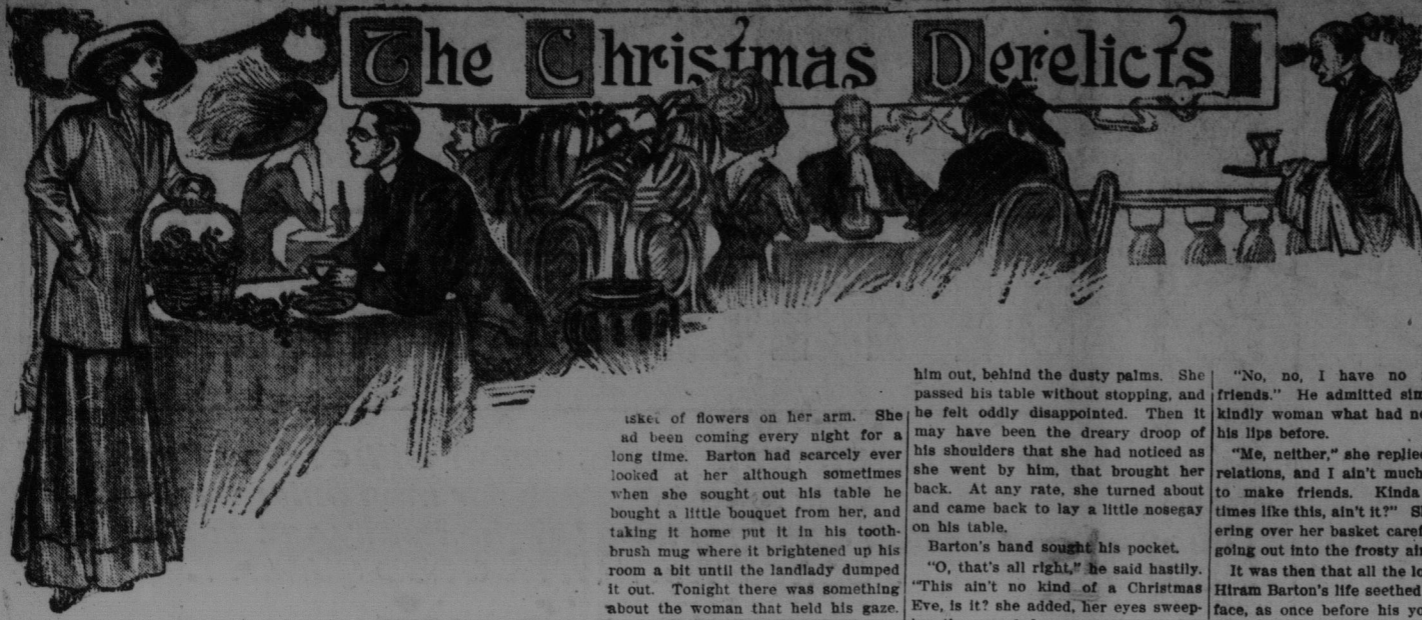 The Christmas Derelicts
of flowers on her arm. She
ad been coming every night for a
long time. Barton had scarcely ever
looked at her although sometimes
when she sought out his table he
bought a little bouquet from her, and
taking it home put it in his tooth-
brush mug where it brightened up his
room a bit until the landlady dumped
it out. Tonight there was something
about the woman that held his gaze.
him out, behind the dusty palms. She
passed his table without stopping, and
he felt oddly disappointed. Then it
may have been the dreary droop of
his shoulders that she had noticed as
she went by him, that brought her
back. At any rate, she turned about
and came back to lay a little nosegay
on his table.
Barton's hand sought his pocket.
"O, that's all right," he said hastily.
"This ain't no kind of a Christmas
Eve, is it? she added, her eyes sweep-
"No, no, I have no
friends." He admitted
kindly woman what had
his lips before.
"Me, neither," she
relations, and I ain't much
to make friends. Kinda
times like this, ain't it?"
ering over her basket
going out into the frosty
It was then that all the
Hiram Barton's life seethed
face, as once before his